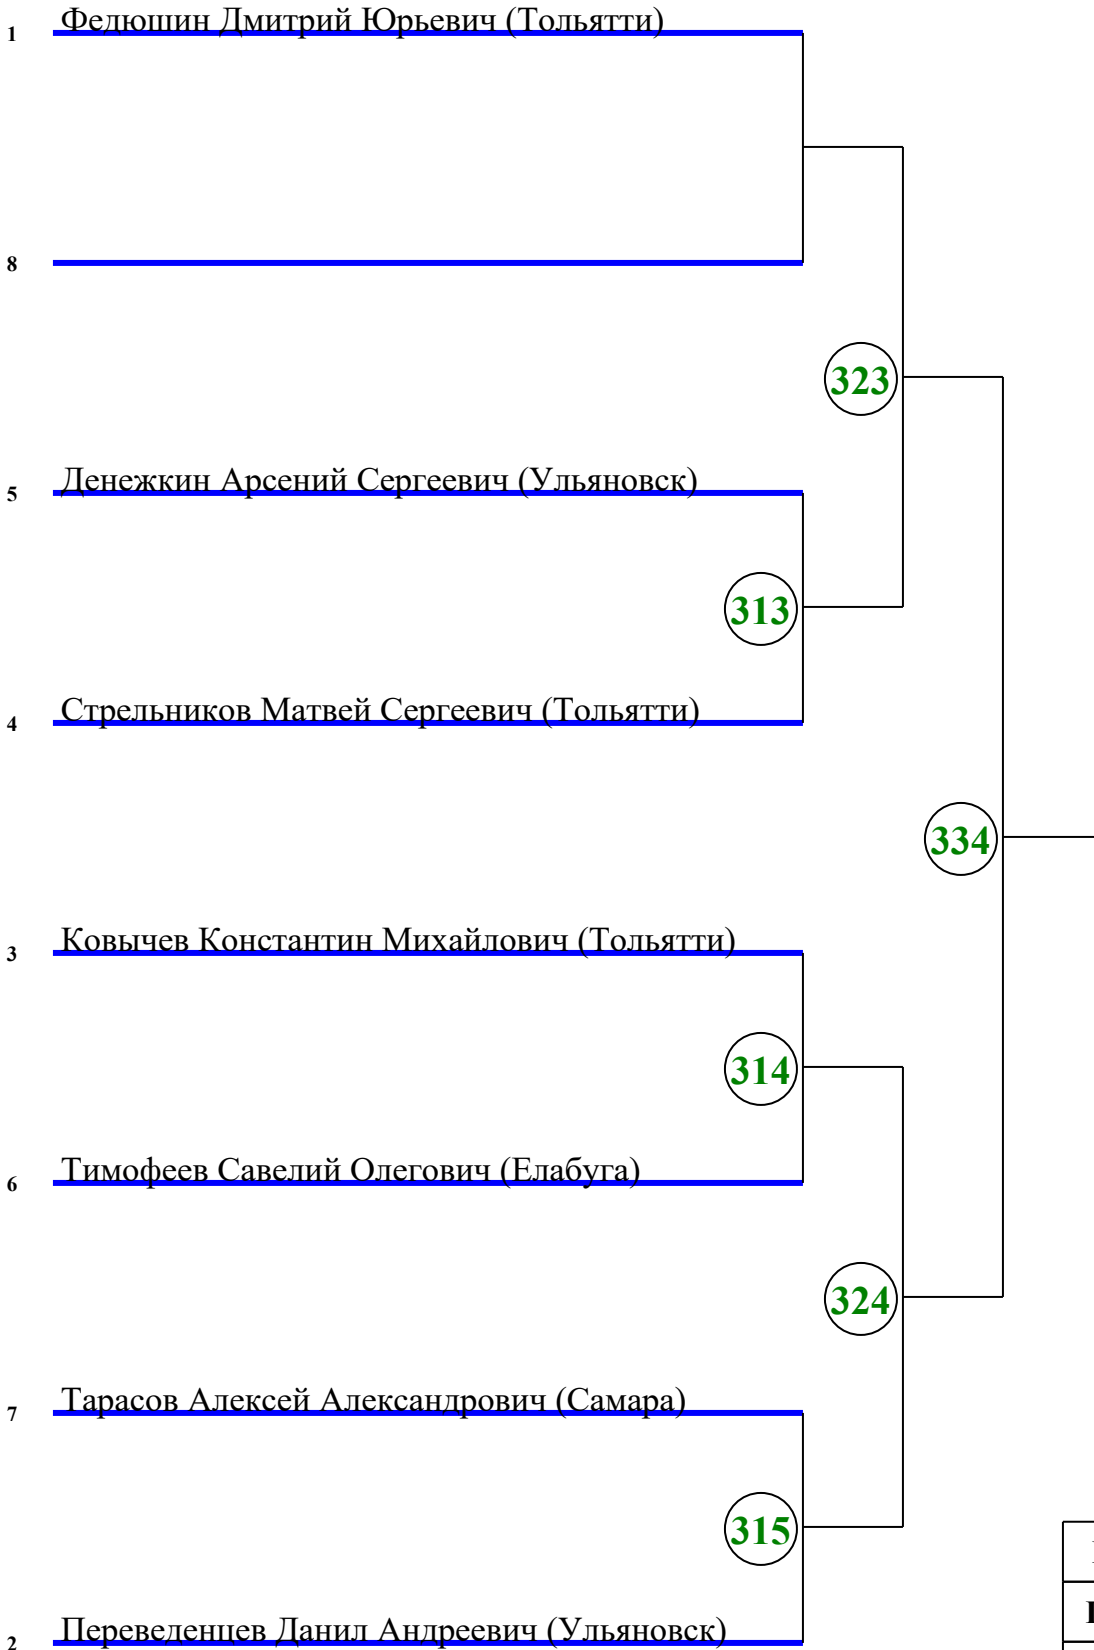 1 Федюшин Дмитрий Юрьевич (Тольятти)
8
323
5 Денежкин Арсений Сергеевич (Ульяновск)
313
4 Стрельников Матвей Сергеевич (Тольятти)
334
3 Ковычев Константин Михайлович (Тольятти)
314
6 Тимофеев Савелий Олегович (Елабуга)
324
7 Тарасов Алексей Александрович (Самара)
315
2 Переведенцев Данил Андреевич (Ульяновск)